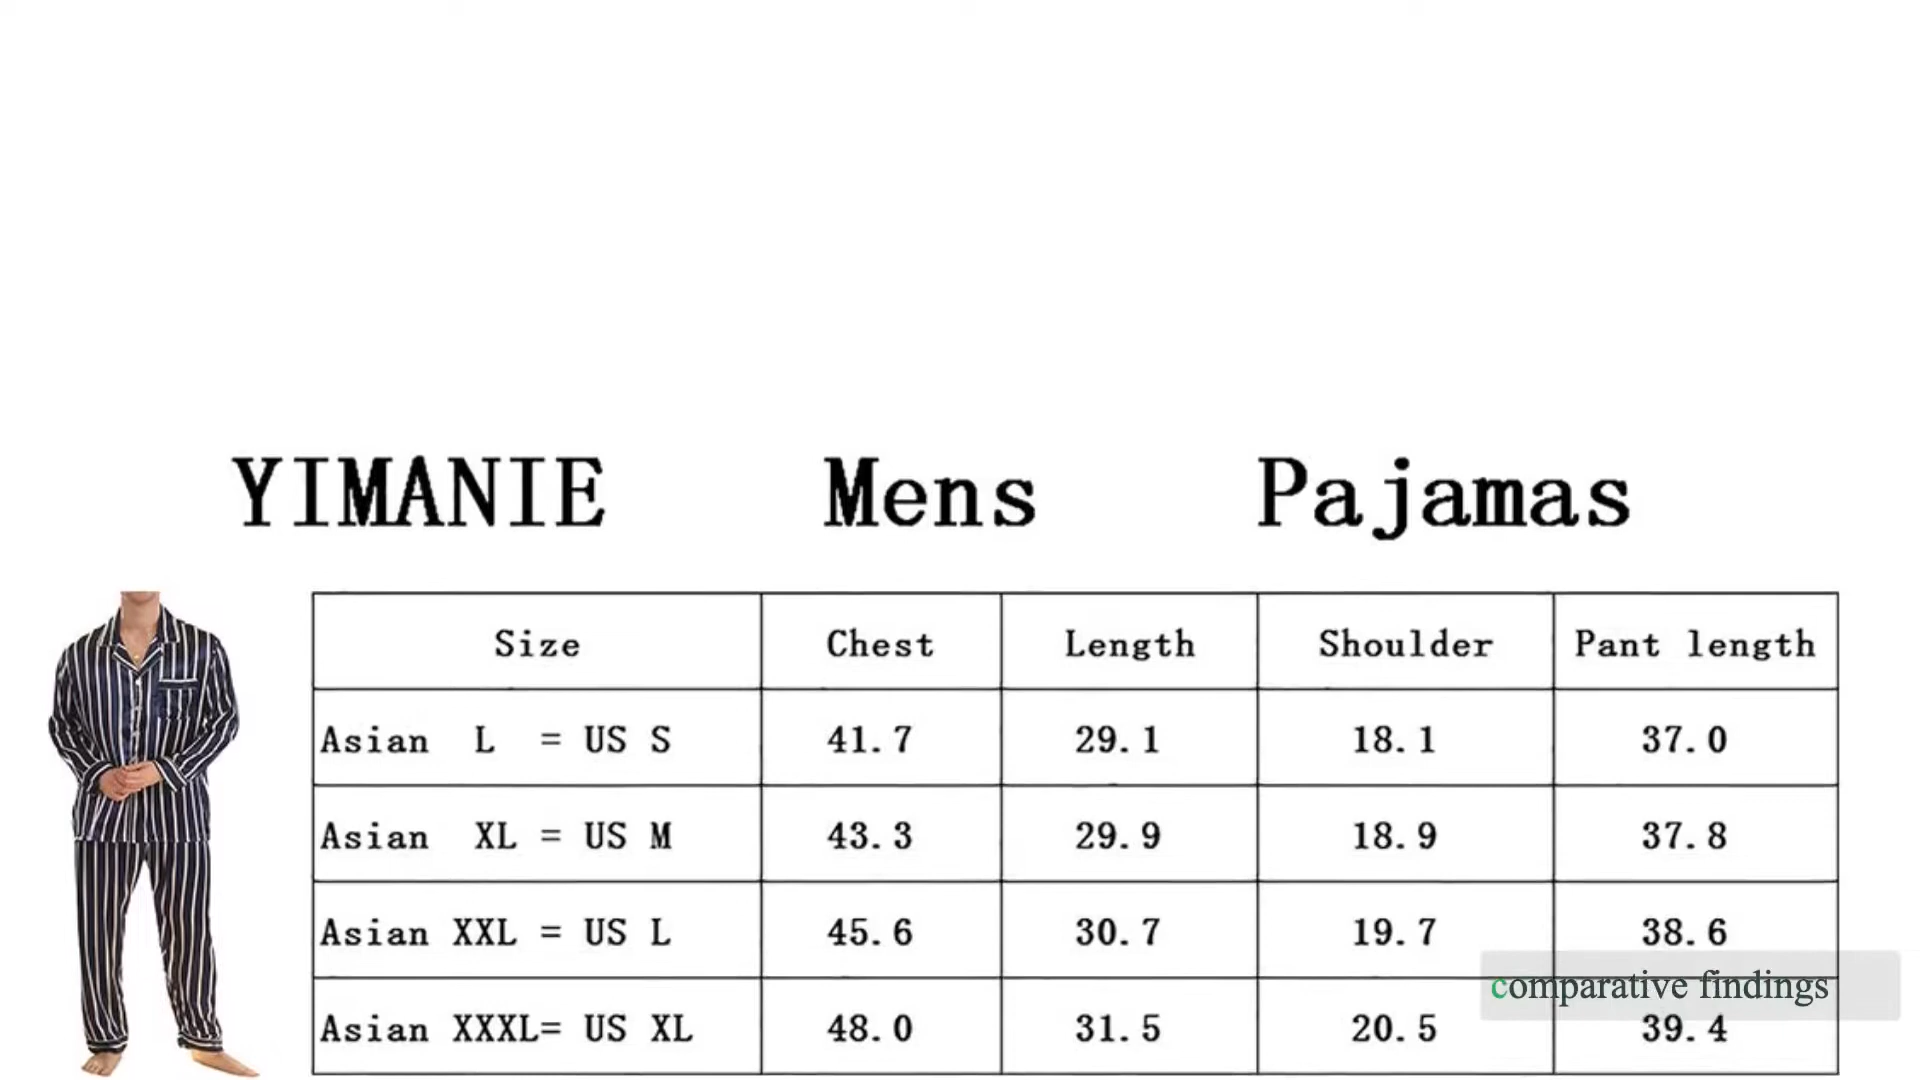 YIMANIE Mens Pajamas
Size Chest Length Shoulder Pant length
Asian L = US S 41.7 29.1 18.1 37.0
Asian XL = US M 43.3 29.9 18.9 37.8
Asian XXL = US L 45.6 30.7 19.7 38.6
comparative findings
Asian XXXL= US XL 48.0 31.5 20.5 39.4